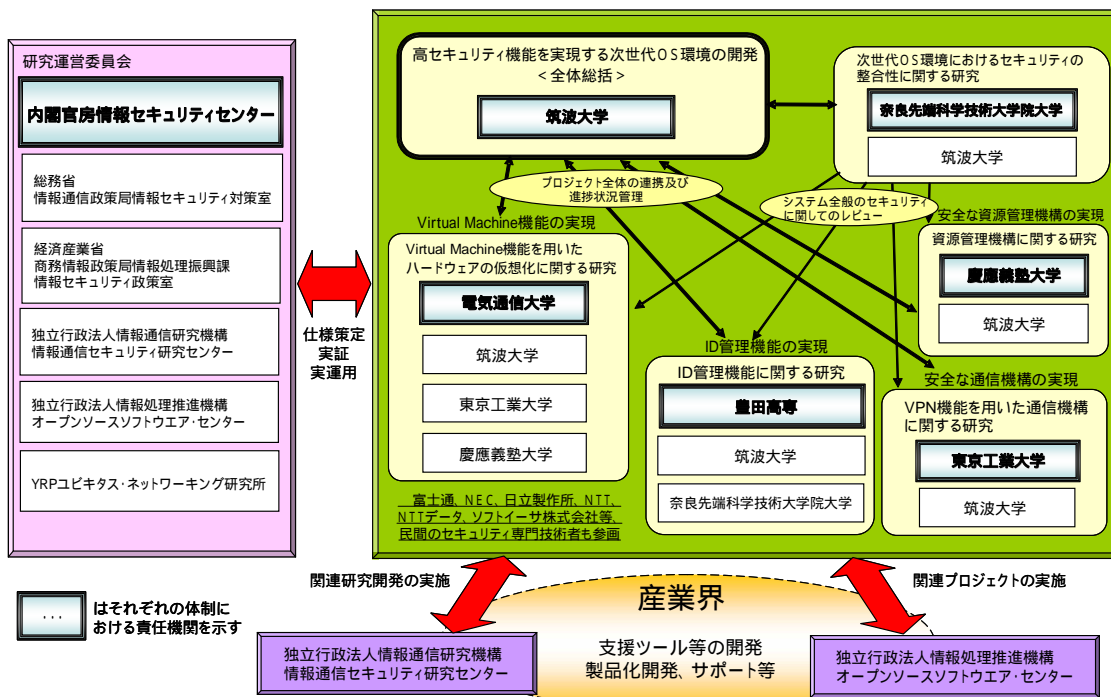 研究運営委員会
内閣官房情報セキュリティセンター
総務省
情報通信政策局情報セキュリティ対策室
経済産業省
商務情報政策局情報処理振興課
情報セキュリティ政策室
独立行政法人情報通信研究機構
情報通信セキュリティ研究センター
独立行政法人情報処理推進機構
オープンソースソフトウエア・センター
YRPユビキタス・ネットワーキング研究所
仕様策定
実証
実運用
高セキュリティ機能を実現する次世代OS環境の開発
<全体総括>
筑波大学
次世代OS環境におけるセキュリティの
整合性に関する研究
奈良先端科学技術大学院大学
筑波大学
プロジェクト全体の連携及び
進捗状況管理
システム全般のセキュリティ
に関してのレビュー
Virtual Machine機能の実現
Virtual Machine機能を用いた
ハードウェアの仮想化に関する研究
電気通信大学
筑波大学
東京工業大学
慶應義塾大学
安全な資源管理機構の実現
資源管理機構に関する研究
慶應義塾大学
筑波大学
ID管理機能の実現
ID管理機能に関する研究
豊田高専
筑波大学
奈良先端科学技術大学院大学
安全な通信機構の実現
VPN機能を用いた通信機構
に関する研究
東京工業大学
筑波大学
富士通、NEC、日立製作所、NTT、
NTTデータ、ソフトイーサ株式会社等、
民間のセキュリティ専門技術者も参画
関連研究開発の実施
関連プロジェクトの実施
...
はそれぞれの体制に
おける責任機関を示す
産業界
支援ツール等の開発
製品化開発、サポート等
独立行政法人情報通信研究機構
情報通信セキュリティ研究センター
独立行政法人情報処理推進機構
オープンソースソフトウエア・センター